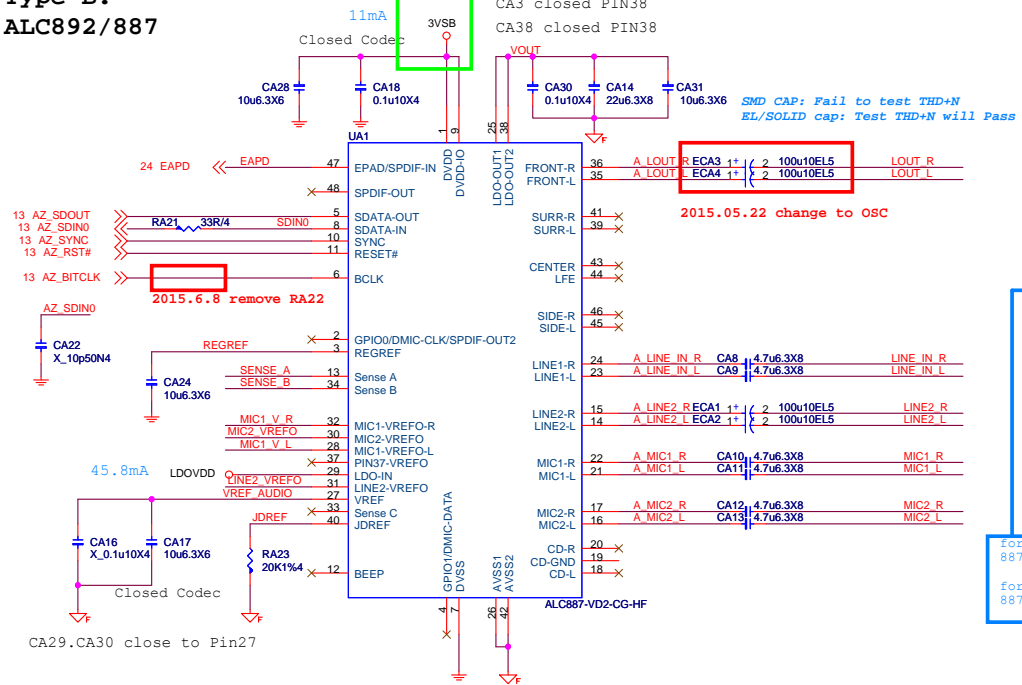 Type B:
ALC892/887
11mA
3VSB
Closed Codec
CA3 closed PIN38
CA38 closed PIN38
VOUT
CA28
10u6.3X6
CA18
0.1u10X4
CA30
0.1u10X4
CA14
22u6.3X8
CA31
10u6.3X6
SMD CAP: Fail to test THD+N
EL/SOLID cap: Test THD+N will Pass
UA1
1
9
25
38
DVDD
DVDD-IO
LDO-OUT1
LDO-OUT2
24 EAPD
EAPD
47
EPAD/SPDIF-IN
48
SPDIF-OUT
13 AZ_SDOUT
5
SDATA-OUT
13 AZ_SDIN0
RA21
33R/4
SDIN0
8
SDATA-IN
13 AZ_SYNC
10
SYNC
13 AZ_RST#
11
RESET#
13 AZ_BITCLK
6
BCLK
2015.6.8 remove RA22
AZ_SDIN0
CA22
X_10p50N4
2
GPIO0/DMIC-CLK/SPDIF-OUT2
REGREF
3
REGREF
CA24
10u6.3X6
SENSE_A
13
Sense A
SENSE_B
34
Sense B
MIC1_V_R
32
MIC1-VREFO-R
MIC2_VREFO
30
MIC2-VREFO
MIC1_V_L
28
MIC1-VREFO-L
37
PIN37-VREFO
45.8mA
LDOVDD
29
LDO-IN
LINE2_VREFO
31
LINE2-VREFO
VREF_AUDIO
27
VREF
33
Sense C
JDREF
40
JDREF
CA16
X_0.1u10X4
CA17
10u6.3X6
RA23
20K1%4
12
BEEP
Closed Codec
F
F
CA29.CA30 close to Pin27
GPIO1/DMIC-DATA
DVSS
AVSS1
AVSS2
4
7
26
42
F
F
ALC887-VD2-CG-HF
FRONT-R
36
A_LOUT_R
ECA3
1
+
2
100u10EL5
LOUT_R
FRONT-L
35
A_LOUT_L
ECA4
1
+
2
100u10EL5
LOUT_L
2015.05.22 change to OSC
SURR-R
41
SURR-L
39
CENTER
43
LFE
44
SIDE-R
46
SIDE-L
45
LINE1-R
24
A_LINE_IN_R
CA8
4.7u6.3X8
LINE_IN_R
LINE1-L
23
A_LINE_IN_L
CA9
4.7u6.3X8
LINE_IN_L
LINE2-R
15
A_LINE2_R
ECA1
1
+
2
100u10EL5
LINE2_R
LINE2-L
14
A_LINE2_L
ECA2
1
+
2
100u10EL5
LINE2_L
MIC1-R
22
A_MIC1_R
CA10
4.7u6.3X8
MIC1_R
MIC1-L
21
A_MIC1_L
CA11
4.7u6.3X8
MIC1_L
MIC2-R
17
A_MIC2_R
CA12
4.7u6.3X8
MIC2_R
MIC2-L
16
A_MIC2_L
CA13
4.7u6.3X8
MIC2_L
CD-R
20
CD-GND
19
CD-L
18
for
887
for
887